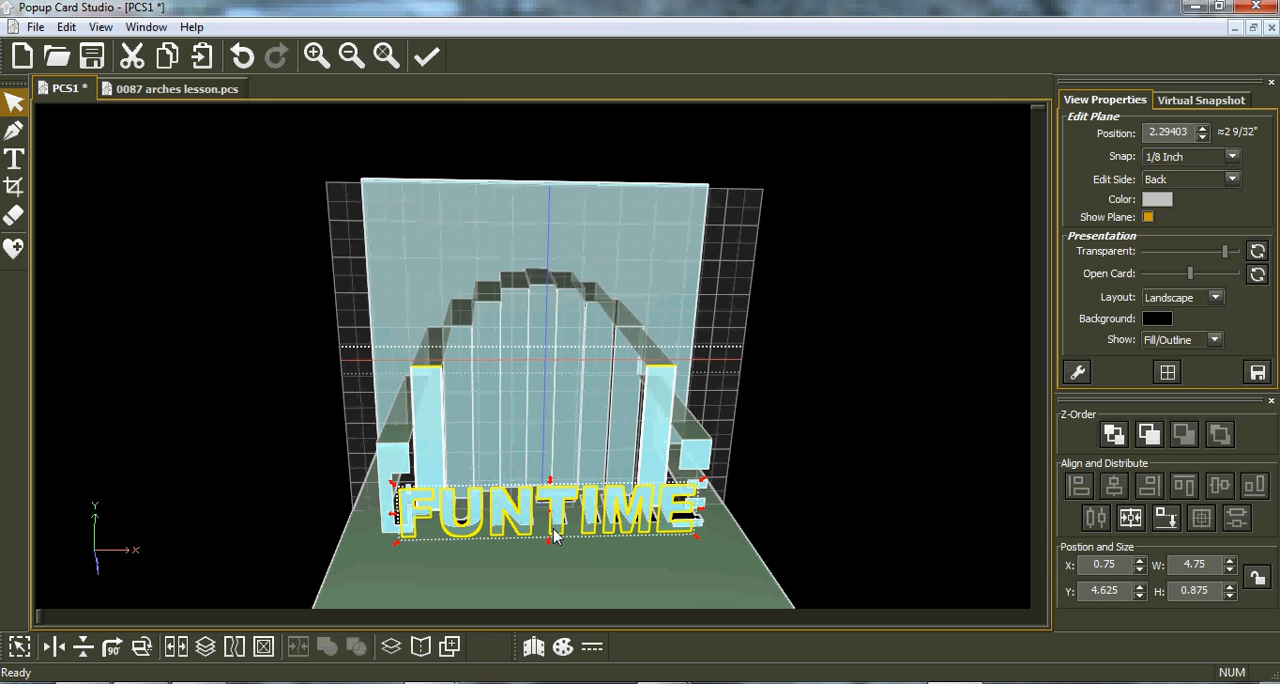 Popup Card Studio - [PCS1 *]
File Edit View Window Help
PCS1 * 0087 arches lesson.pcs
View Properties Virtual Snapshot
Edit Plane
Position: 2.29403 ≈2 9/32"
Snap: 1/8 Inch
Edit Side: Back
Color:
Show Plane:
Presentation
Transparent:
Open Card:
Layout: Landscape
Background:
Show: Fill/Outline
Z-Order
Align and Distribute
Postion and Size
X: 0.75 W: 4.75
Y: 4.625 H: 0.875
FUNTIME
Y
X
90°
Ready NUM